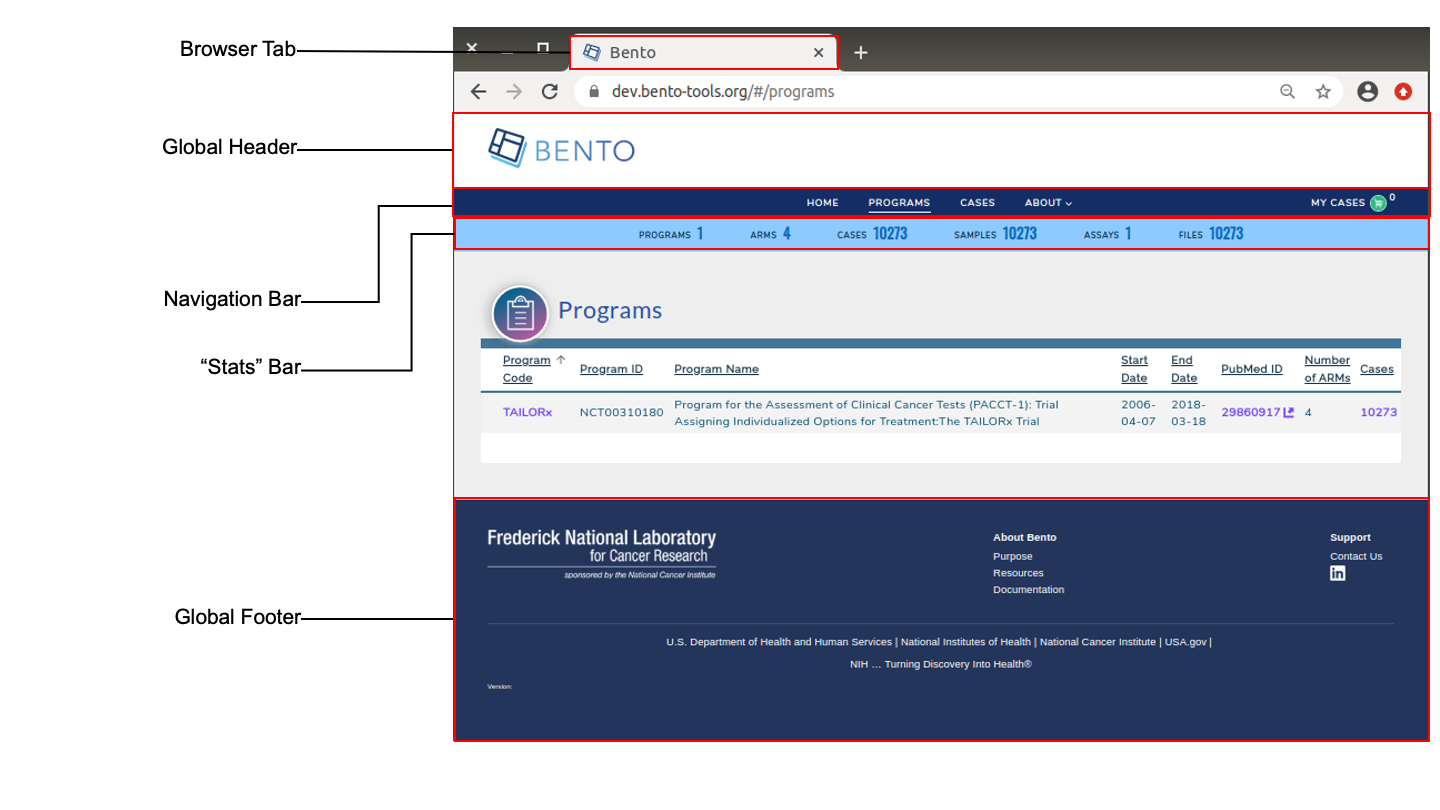 Browser Tab
Bento
dev.bento-tools.org/#/programs
Global Header
BENTO
HOME PROGRAMS CASES ABOUT MY CASES 0
PROGRAMS 1 ARMS 4 CASES 10273 SAMPLES 10273 ASSAYS 1 FILES 10273
Navigation Bar
“Stats” Bar
Programs
Program Code Program ID Program Name Start Date End Date PubMed ID Number of ARMs Cases
TAILORx NCT00310180 Program for the Assessment of Clinical Cancer Tests (PACCT-1): Trial 2006- 2018- 29860917 4 10273
Assigning Individualized Options for Treatment:The TAILORx Trial 04-07 03-18
Global Footer
Frederick National Laboratory
for Cancer Research
sponsored by the National Cancer Institute
About Bento
Purpose
Resources
Documentation
Support
Contact Us
in
U.S. Department of Health and Human Services | National Institutes of Health | National Cancer Institute | USA.gov |
NIH … Turning Discovery Into Health®
Version: